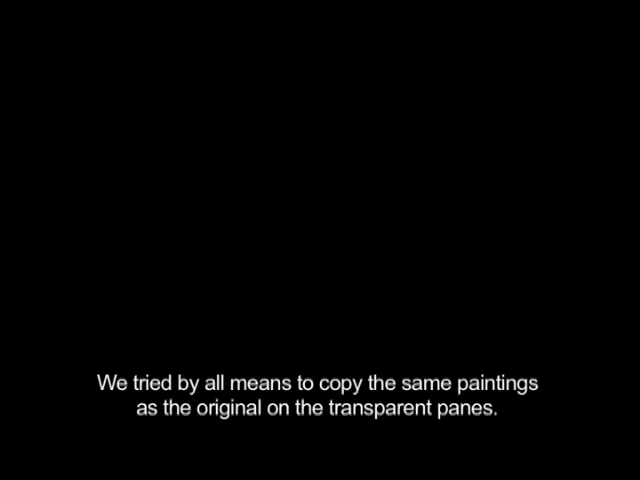 We tried by all means to copy the same paintings
as the original on the transparent panes.